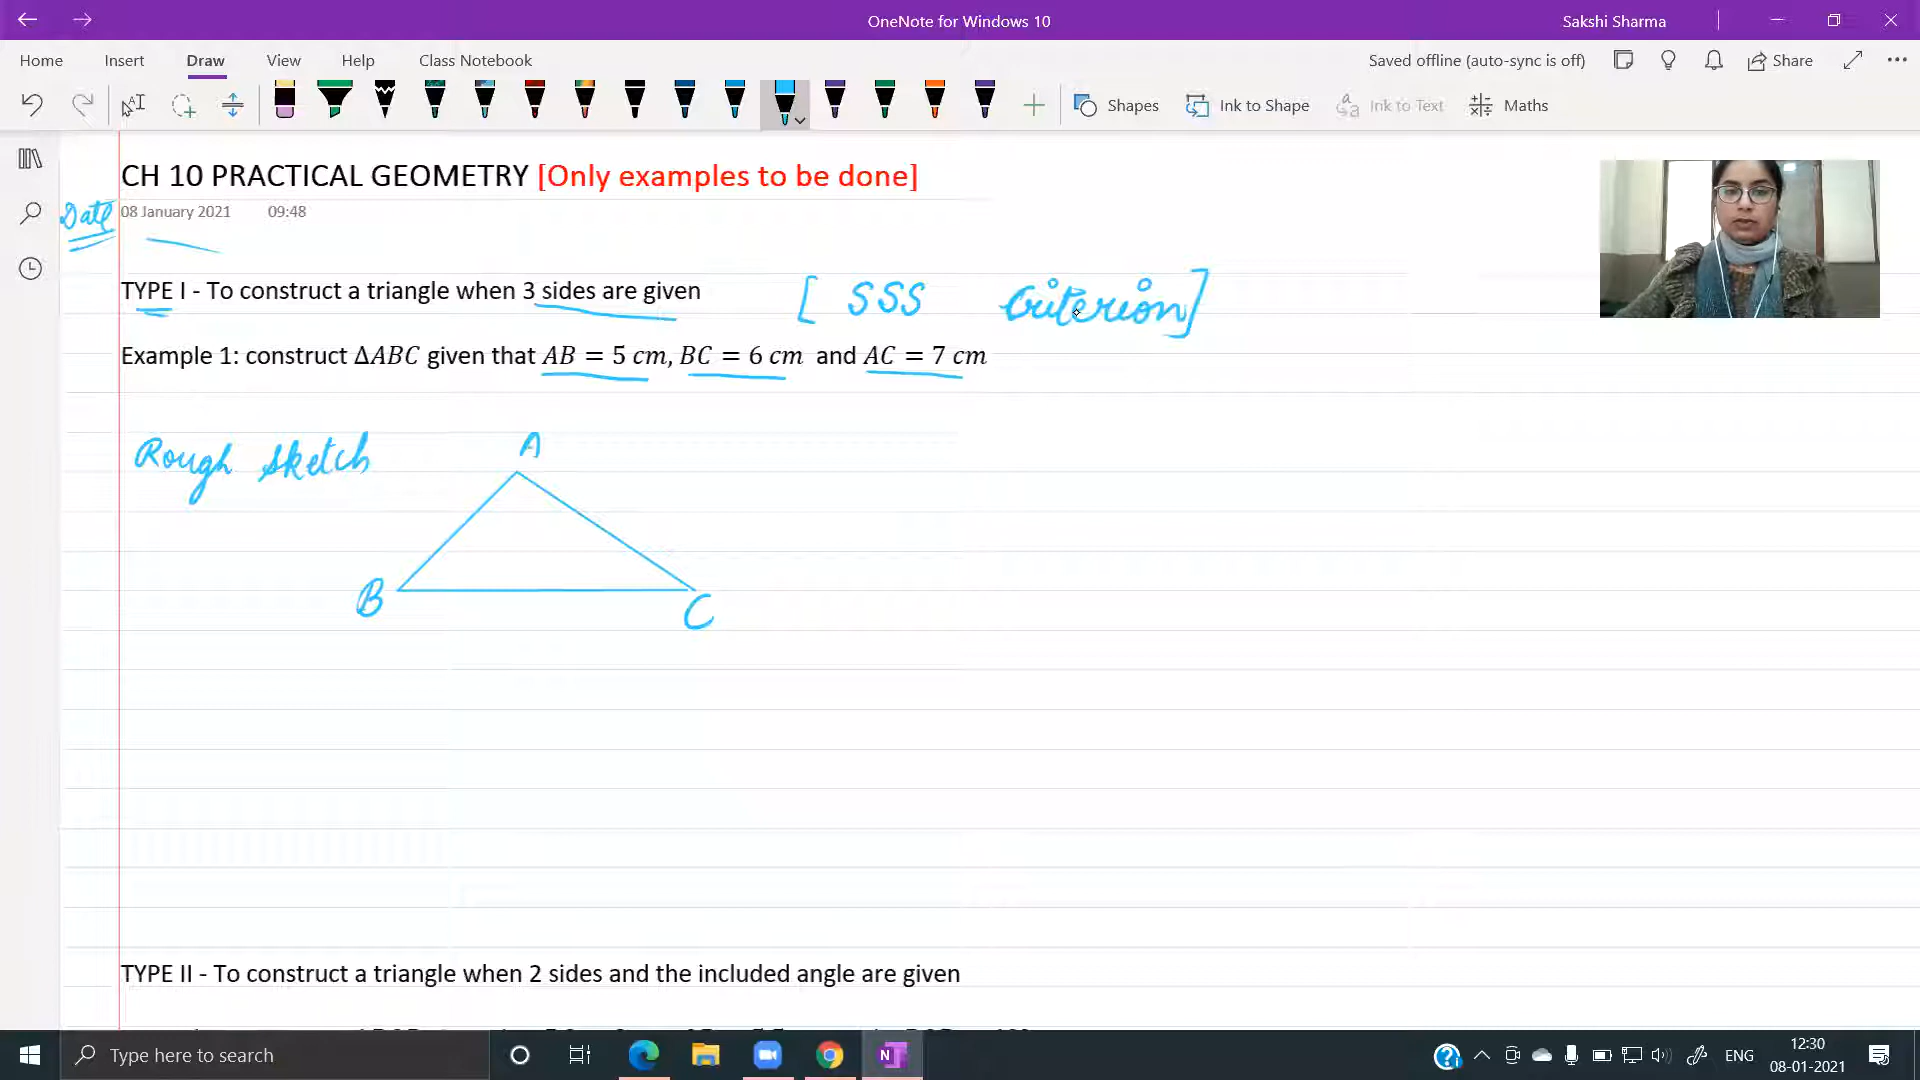 OneNote for Windows 10
Sakshi Sharma
Home Insert Draw View Help Class Notebook
Saved offline (auto-sync is off) Share
Shapes Ink to Shape Ink to Text Maths
CH 10 PRACTICAL GEOMETRY [Only examples to be done]
Date 08 January 2021 09:48
TYPE I - To construct a triangle when 3 sides are given [ SSS Criterion]
Example 1: construct ΔABC given that AB = 5 cm, BC = 6 cm and AC = 7 cm
Rough Sketch
A
B
C
TYPE II - To construct a triangle when 2 sides and the included angle are given
Type here to search
ENG
12:30
08-01-2021